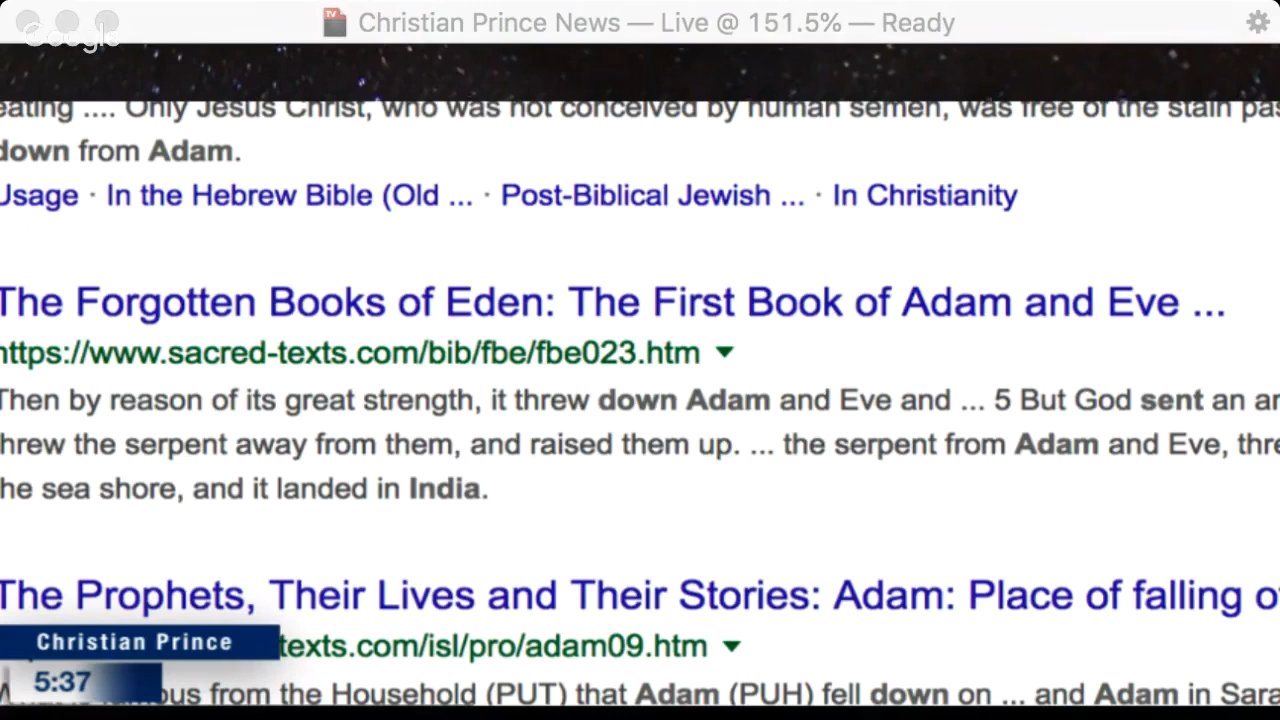 Christian Prince News — Live @ 151.5% — Ready
Google
eating .... Only Jesus Christ, who was not conceived by human semen, was free of the stain pas
down from Adam.
Usage · In the Hebrew Bible (Old ... · Post-Biblical Jewish ... · In Christianity
The Forgotten Books of Eden: The First Book of Adam and Eve ...
https://www.sacred-texts.com/bib/fbe/fbe023.htm
Then by reason of its great strength, it threw down Adam and Eve and ... 5 But God sent an an
threw the serpent away from them, and raised them up. ... the serpent from Adam and Eve, thre
the sea shore, and it landed in India.
The Prophets, Their Lives and Their Stories: Adam: Place of falling o
Christian Prince
texts.com/isl/pro/adam09.htm
5:37
ous from the Household (PUT) that Adam (PUH) fell down on ... and Adam in Sara